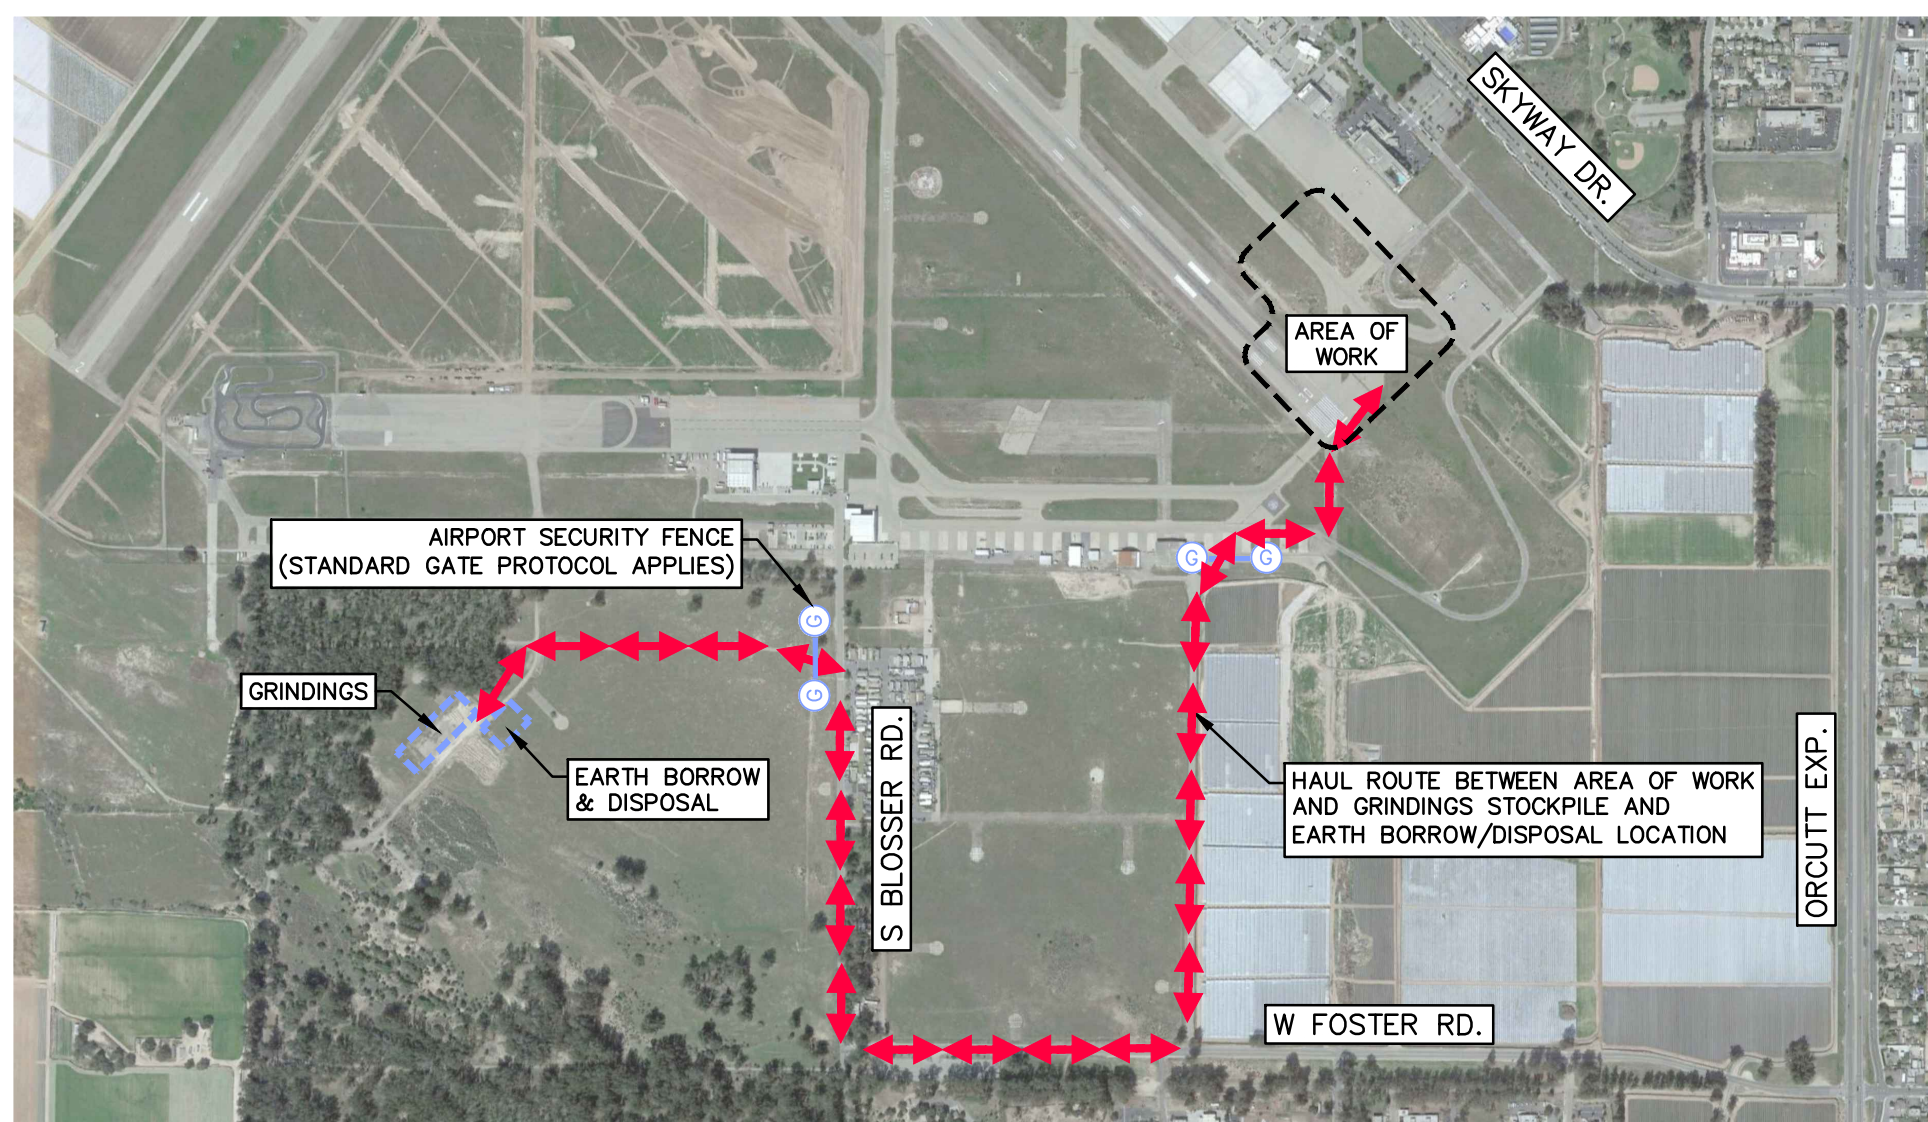 SKYWAY DR.
AREA OF
WORK
AIRPORT SECURITY FENCE
(STANDARD GATE PROTOCOL APPLIES)
G
G
G
G
GRINDINGS
EARTH BORROW
& DISPOSAL
S BLOSSER RD.
HAUL ROUTE BETWEEN AREA OF WORK
AND GRINDINGS STOCKPILE AND
EARTH BORROW/DISPOSAL LOCATION
ORCUTT EXP.
W FOSTER RD.